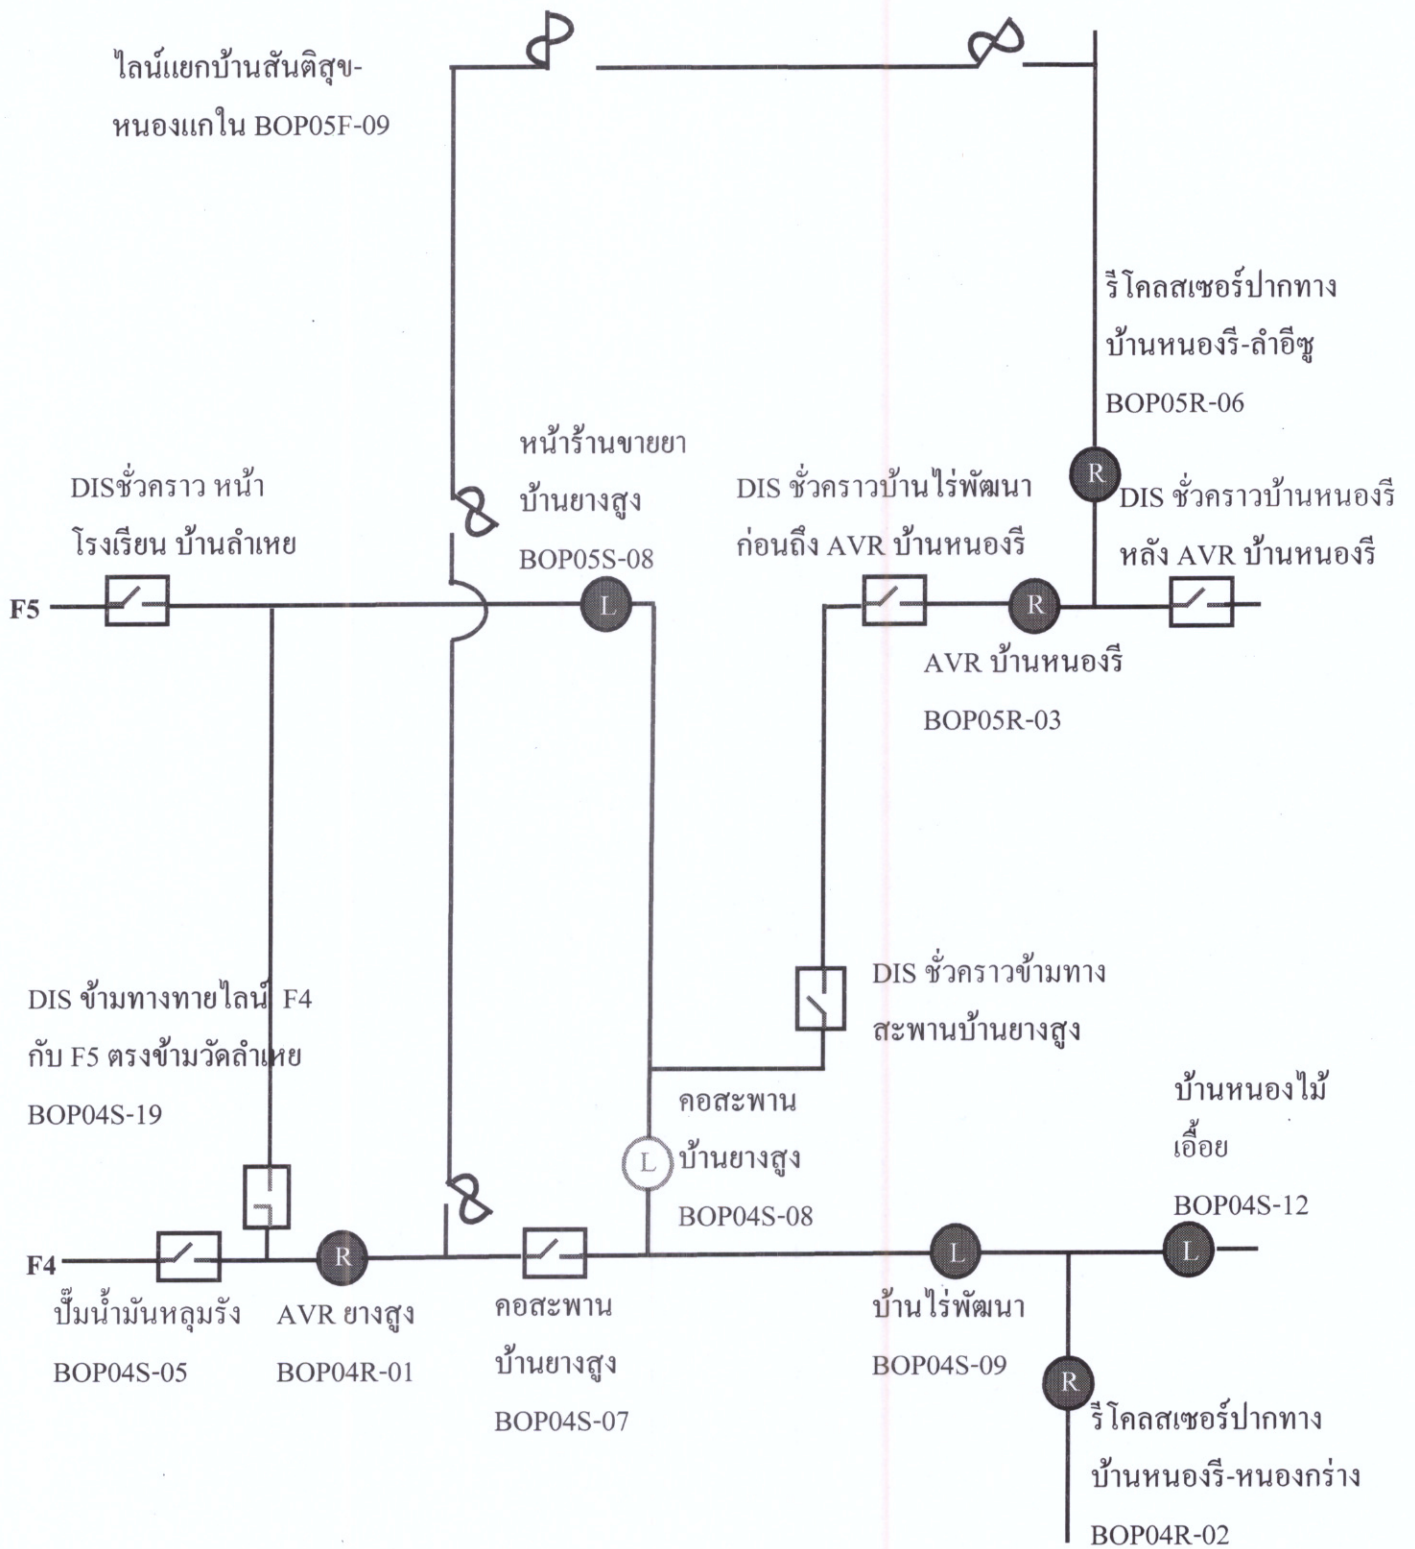 ไลน์แยกบ้านสันติสุข-
หนองแกใน BOP05F-09
รีโคลสเซอร์ปากทาง
บ้านหนองรี-ลำอีซู
BOP05R-06
R
หน้าร้านขายยา
บ้านยางสูง
BOP05S-08
L
DISชั่วคราว หน้า
โรงเรียน บ้านลำเหย
F5
DIS ชั่วคราวบ้านไร่พัฒนา
ก่อนถึง AVR บ้านหนองรี
DIS ชั่วคราวบ้านหนองรี
หลัง AVR บ้านหนองรี
R
AVR บ้านหนองรี
BOP05R-03
DIS ข้ามทางทายไลน์ F4
กับ F5 ตรงข้ามวัดลำเหย
BOP04S-19
DIS ชั่วคราวข้ามทาง
สะพานบ้านยางสูง
คอสะพาน
บ้านยางสูง
BOP04S-08
L
บ้านหนองไม้
เอื้อย
BOP04S-12
L
F4
ปั๊มน้ำมันหลุมรัง
BOP04S-05
R
AVR ยางสูง
BOP04R-01
คอสะพาน
บ้านยางสูง
BOP04S-07
L
บ้านไร่พัฒนา
BOP04S-09
R
รีโคลสเซอร์ปากทาง
บ้านหนองรี-หนองกร่าง
BOP04R-02